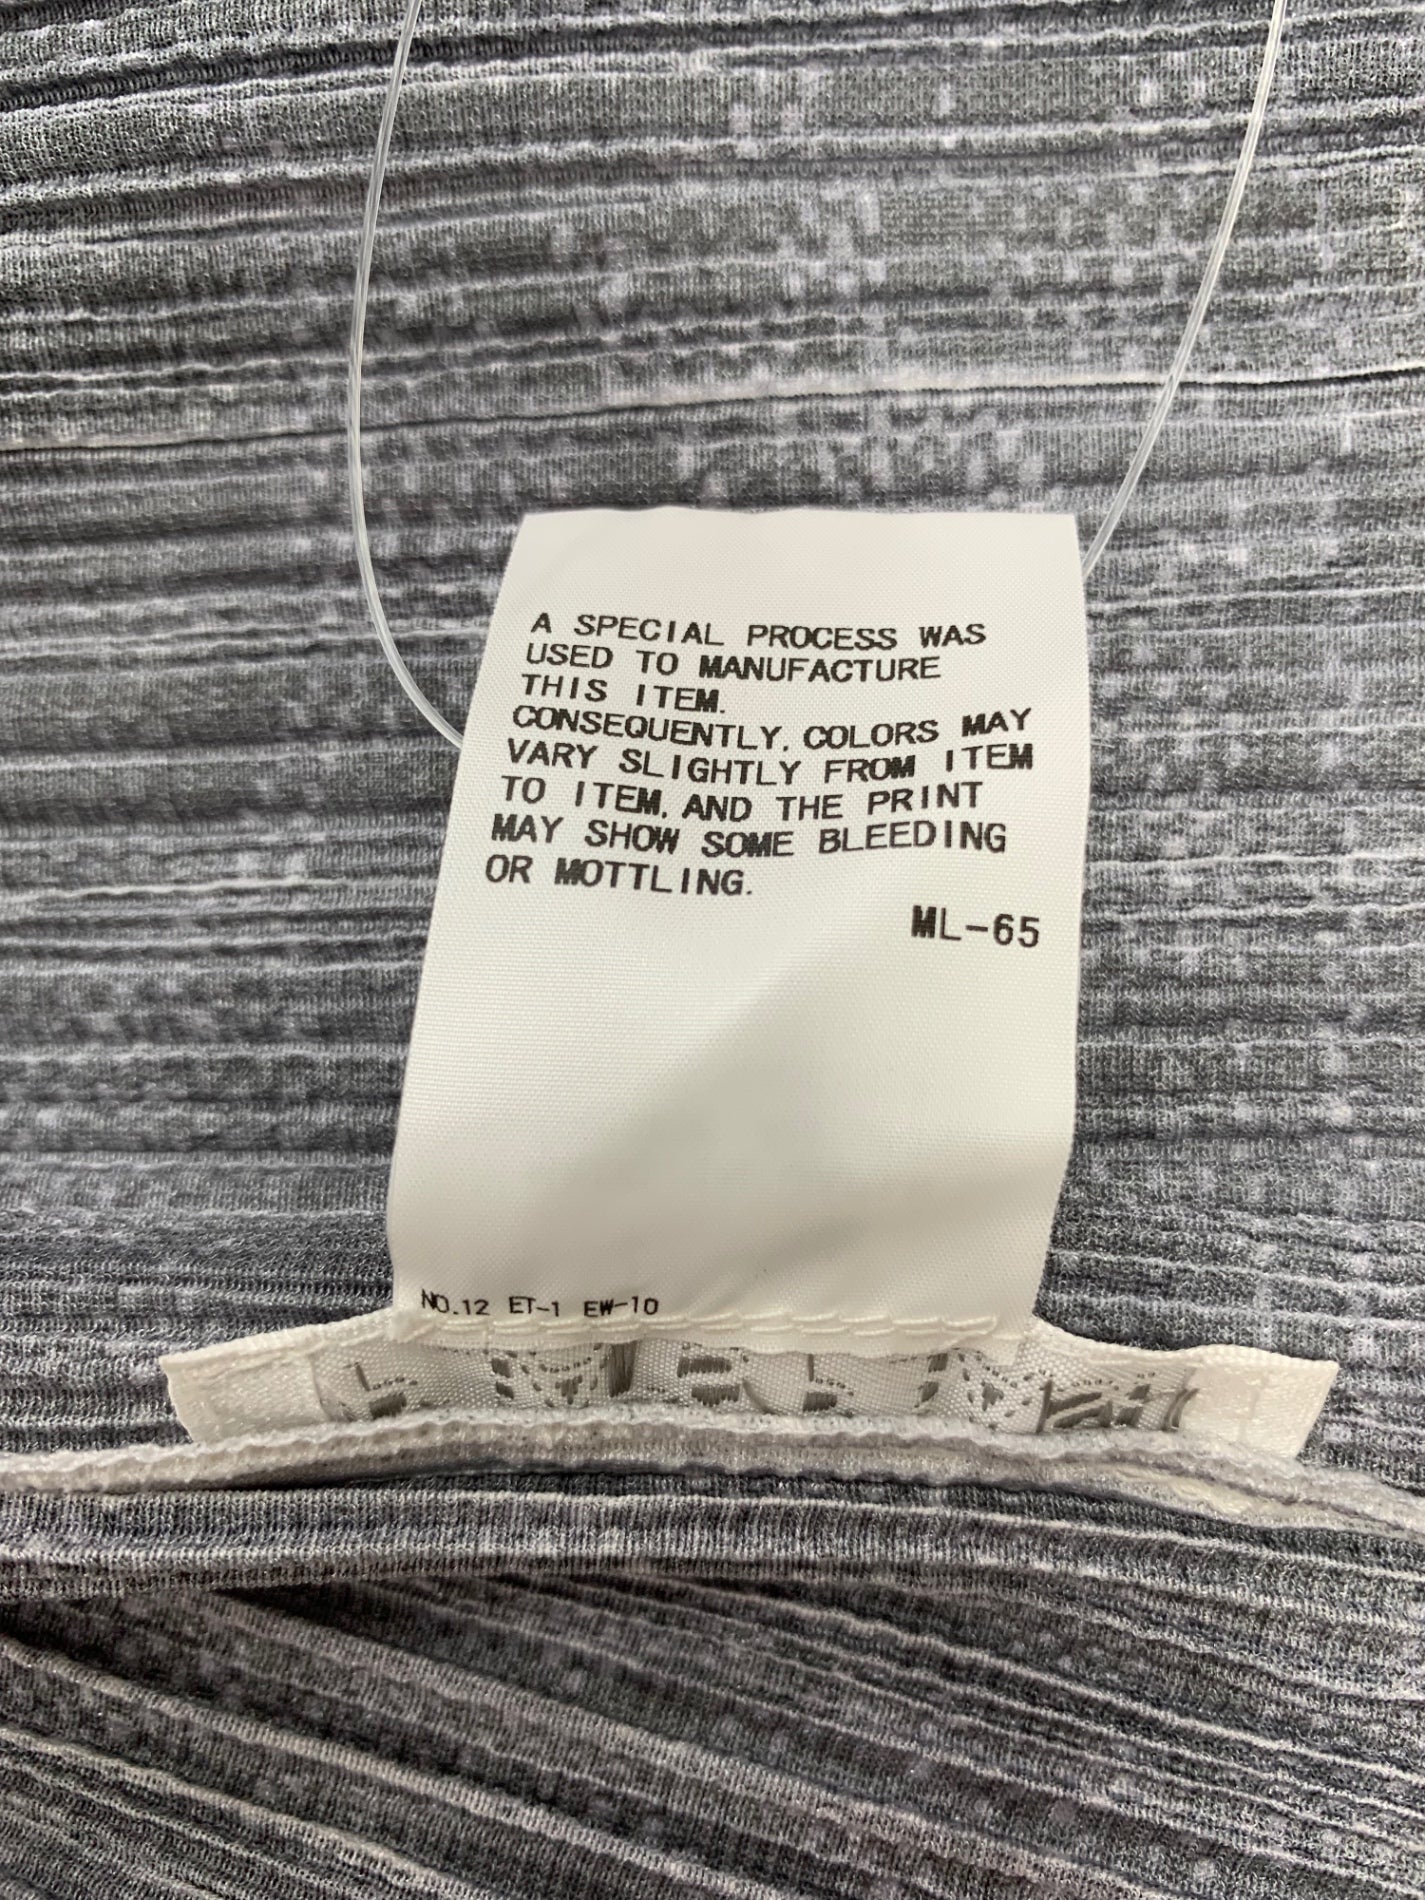 A SPECIAL PROCESS WAS
USED TO MANUFACTURE
THIS ITEM.
CONSEQUENTLY, COLORS MAY
VARY SLIGHTLY FROM ITEM
TO ITEM, AND THE PRINT
MAY SHOW SOME BLEEDING
OR MOTTLING.
ML-65
NO.12 ET-1 EW-10